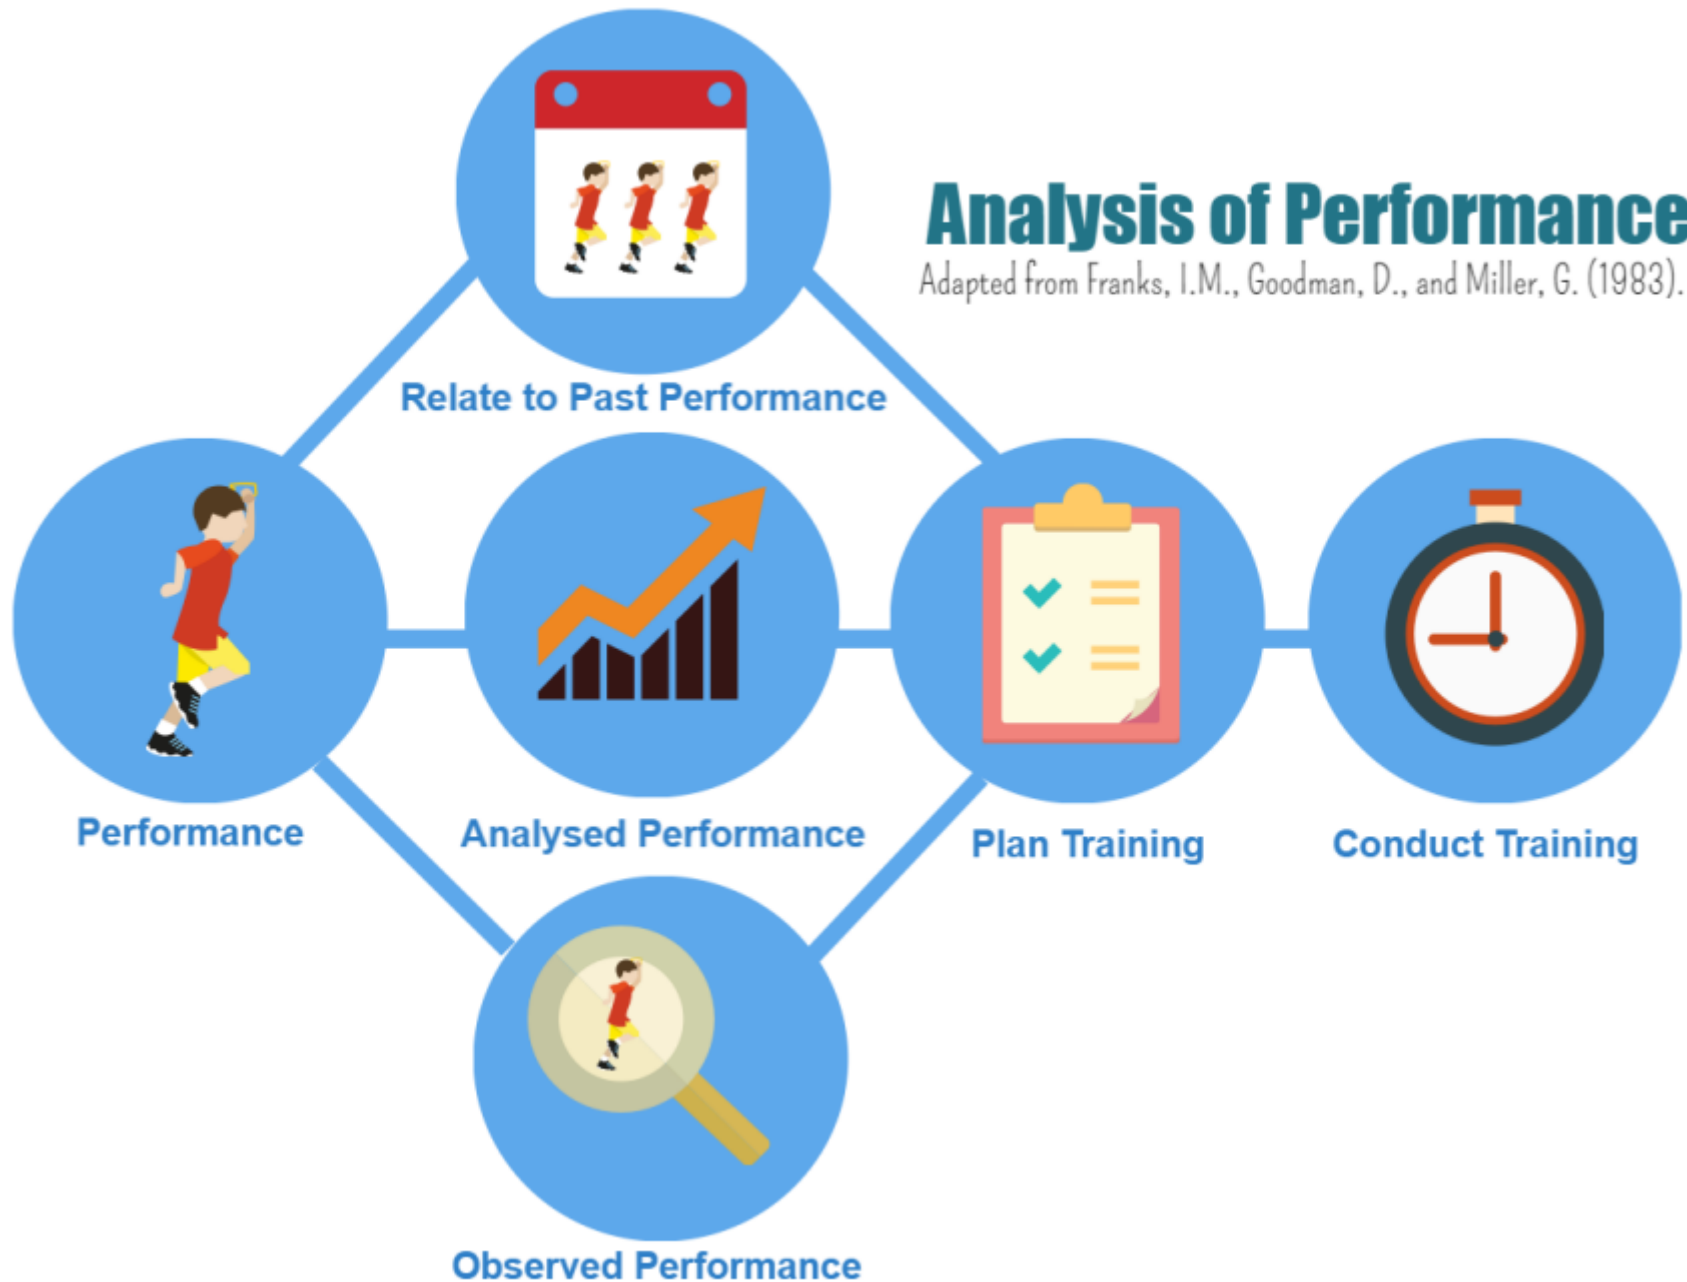 Analysis of Performance
Adapted from Franks, I.M., Goodman, D., and Miller, G. (1983).
Relate to Past Performance
Performance
Analysed Performance
Plan Training
Conduct Training
Observed Performance